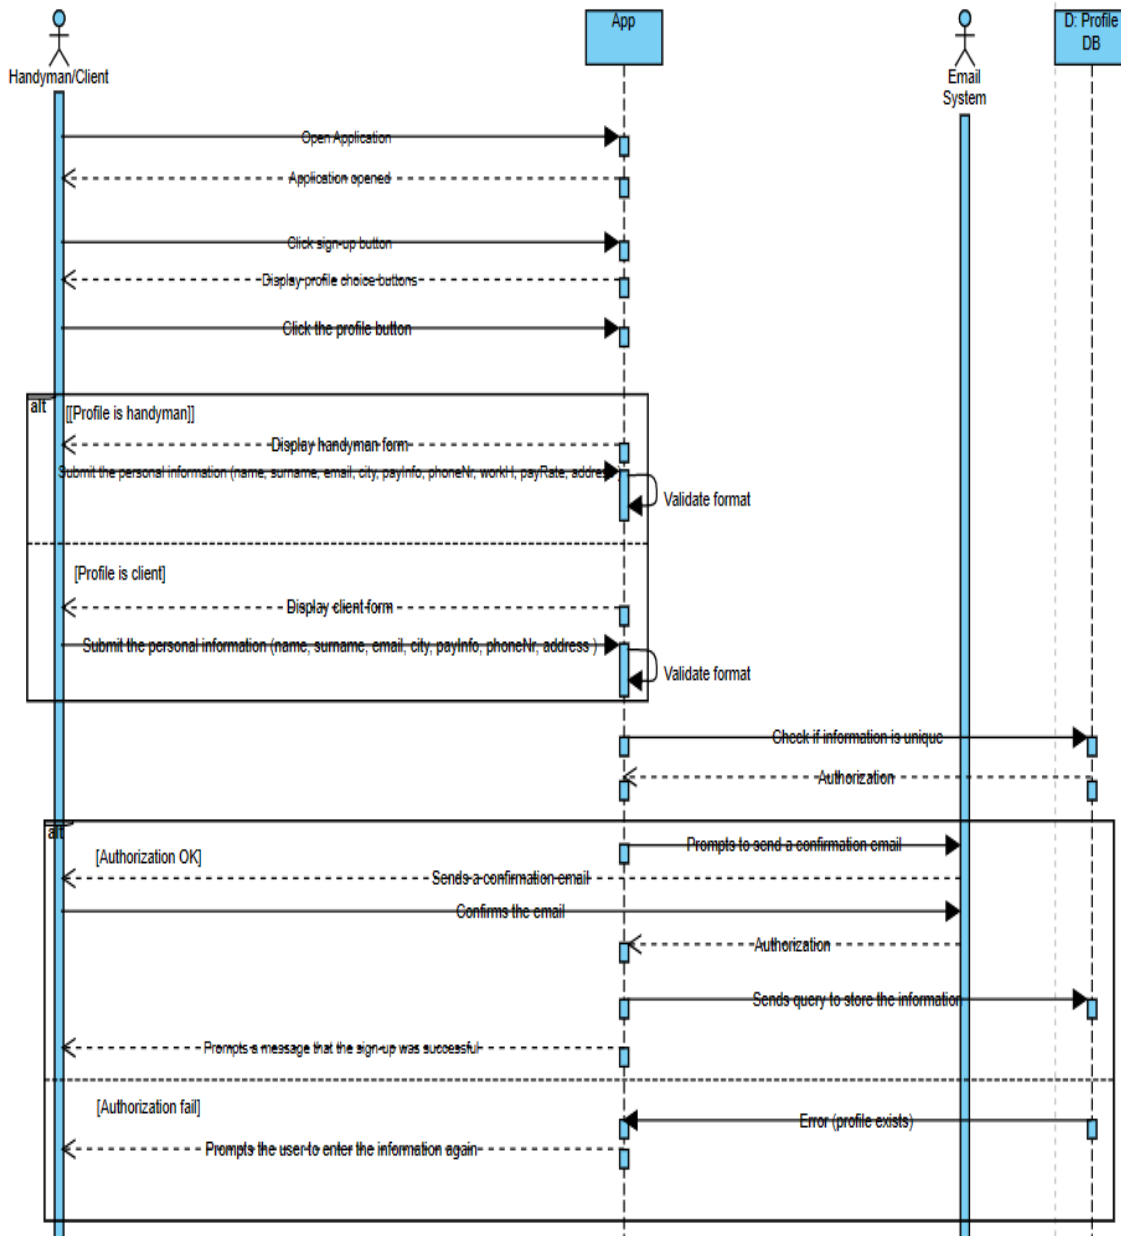 App
D: Profile
DB
Handyman/Client
Email
System
Open Application
Application opened
Click sign-up button
Display profile choice buttons
Click the profile button
alt
[[Profile is handyman]]
Display handyman form
Submit the personal information (name, surname, email, city, payInfo, phoneNr, workH, payRate, address )
Validate format
[Profile is client]
Display client form
Submit the personal information (name, surname, email, city, payInfo, phoneNr, address )
Validate format
Check if information is unique
Authorization
alt
Prompts to send a confirmation email
[Authorization OK]
Sends a confirmation email
Confirms the email
Authorization
Sends query to store the information
Prompts a message that the sign-up was successful
[Authorization fail]
Error (profile exists)
Prompts the user to enter the information again